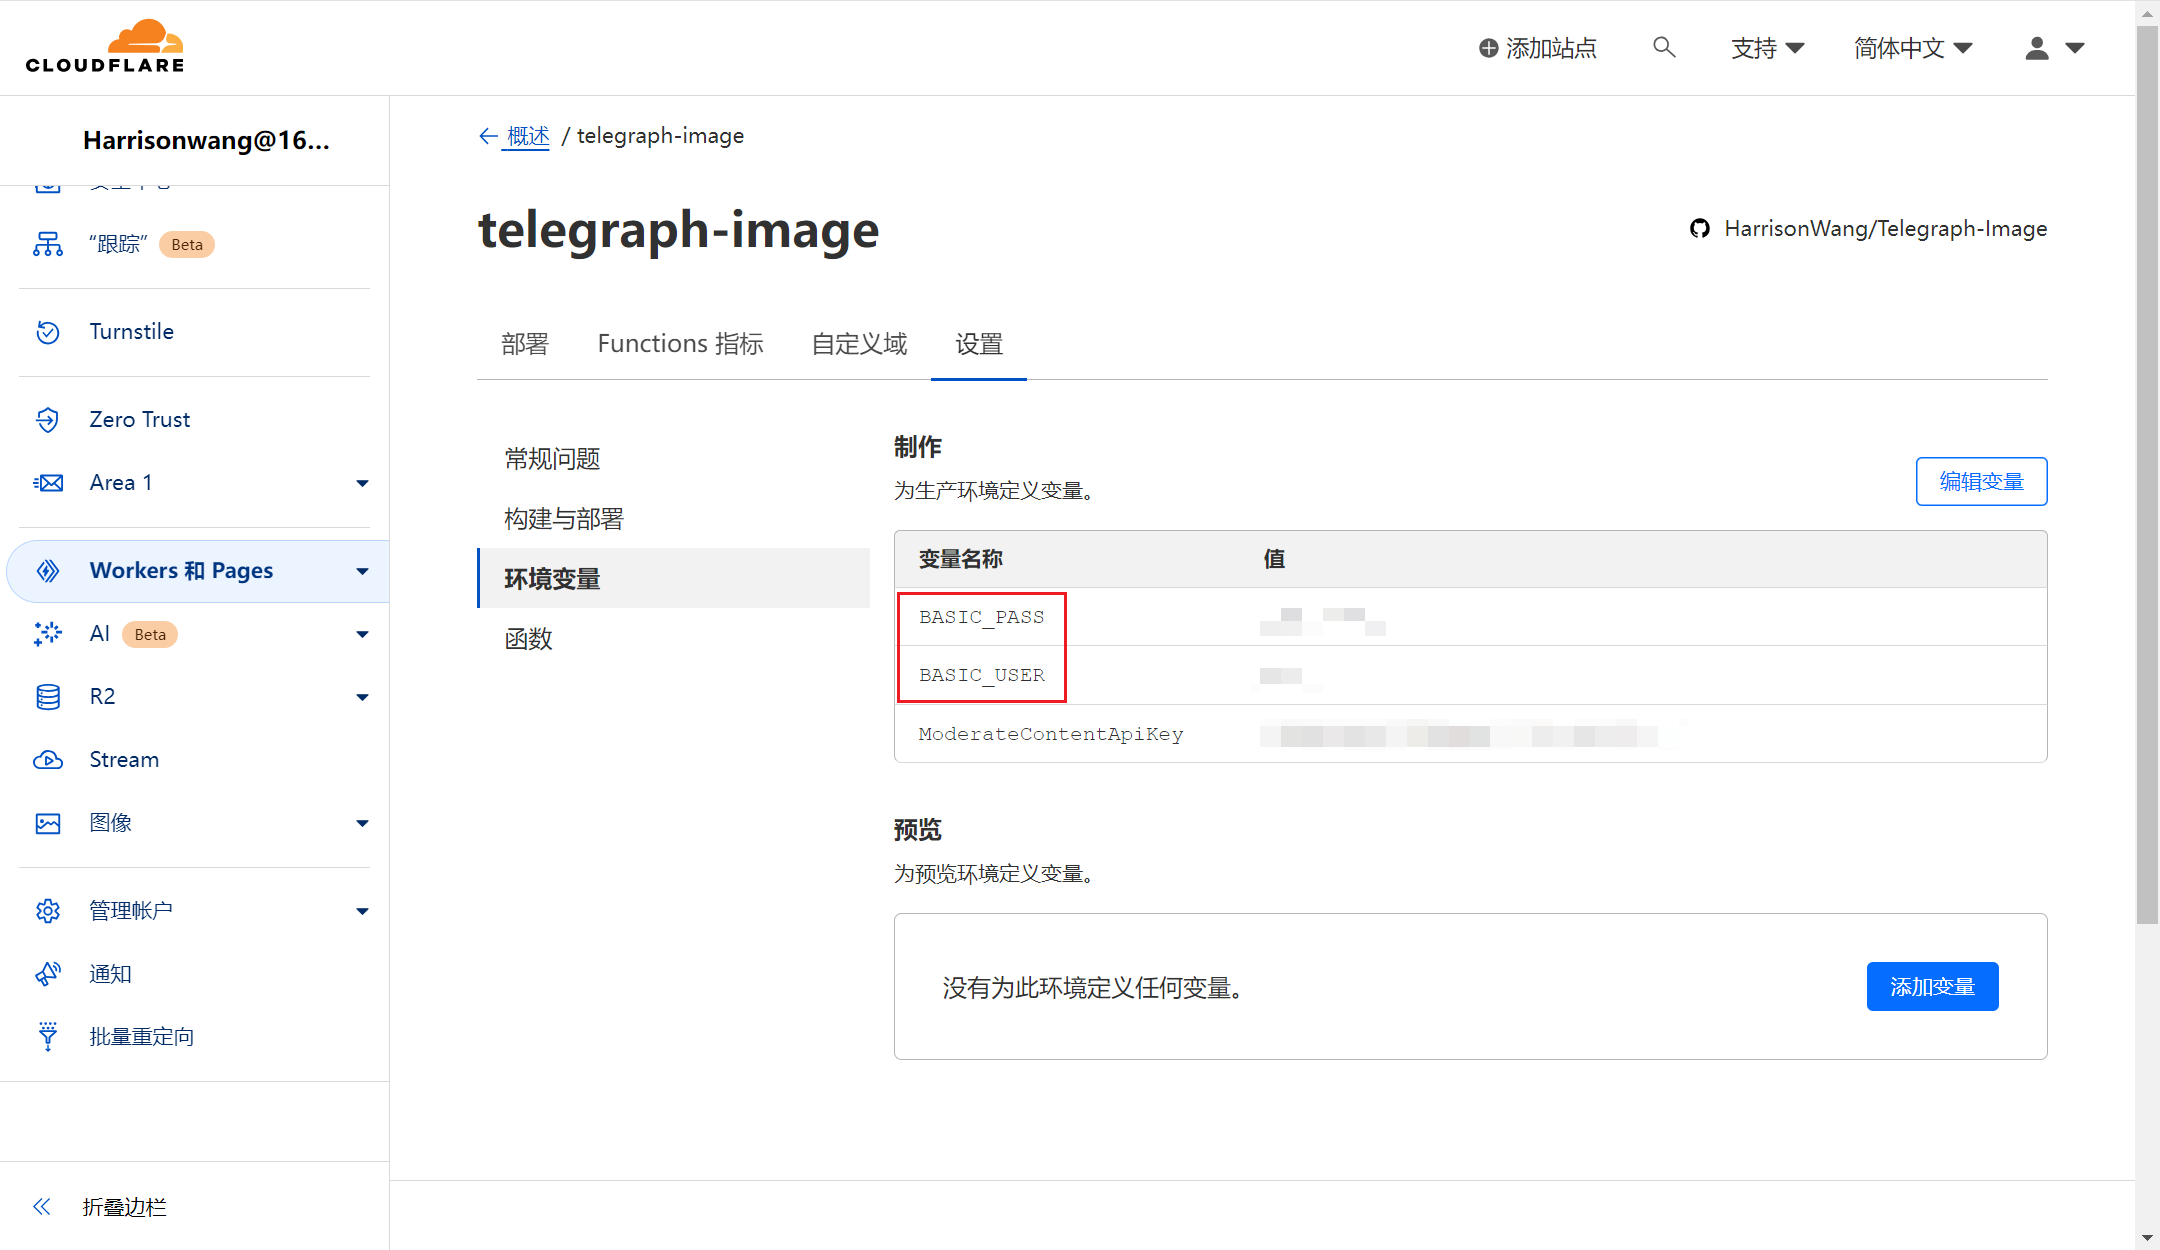 CLOUDFLARE
添加站点
支持
简体中文
Harrisonwang@16...
“跟踪”
Beta
Turnstile
Zero Trust
Area 1
Workers 和 Pages
AI
Beta
R2
Stream
图像
管理帐户
通知
批量重定向
折叠边栏
概述 / telegraph-image
telegraph-image
HarrisonWang/Telegraph-Image
部署
Functions 指标
自定义域
设置
常规问题
构建与部署
环境变量
函数
制作
为生产环境定义变量。
编辑变量
变量名称
值
BASIC_PASS
BASIC_USER
ModerateContentApiKey
预览
为预览环境定义变量。
没有为此环境定义任何变量。
添加变量